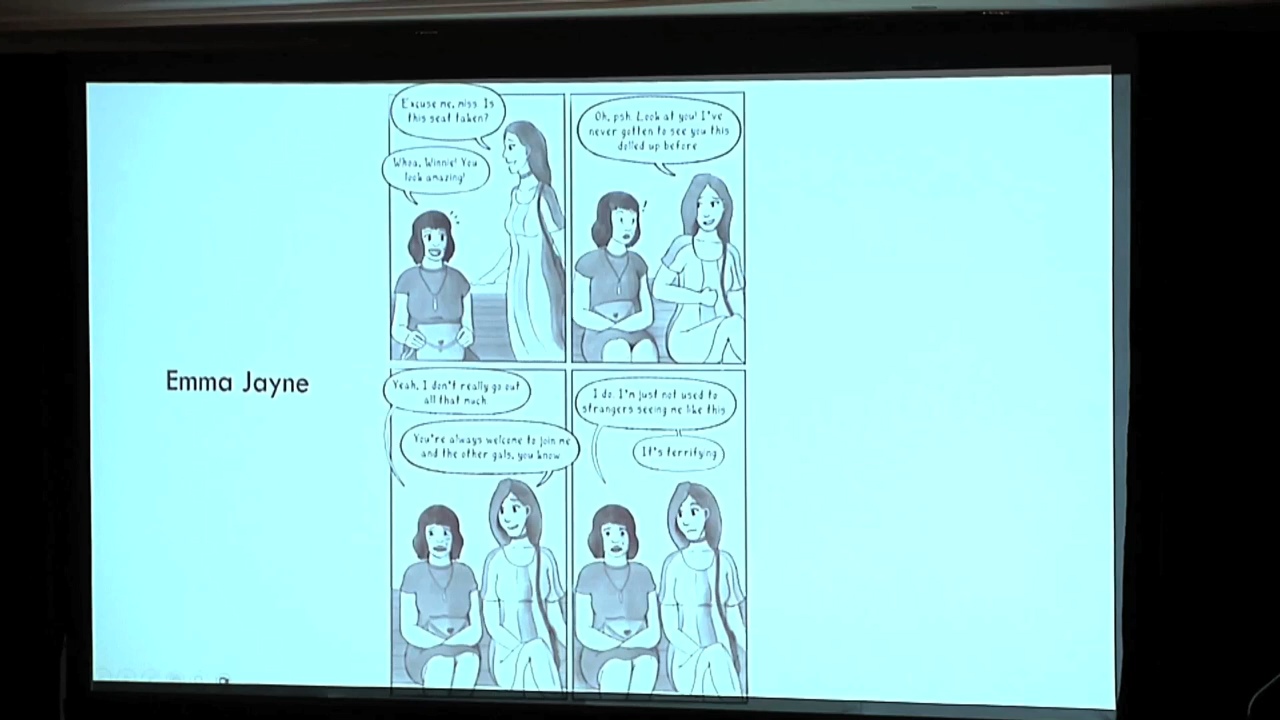 Emma Jayne
Excuse me, miss. Is
this seat taken?
Whoa, Winnie! You
look amazing!
Oh, psh. Look at you! I've
never gotten to see you this
dolled up before
Yeah, I don't really go out
all that much
You're always welcome to join me
and the other gals, you know
I do. I'm just not used to
strangers seeing me like this
It's terrifying